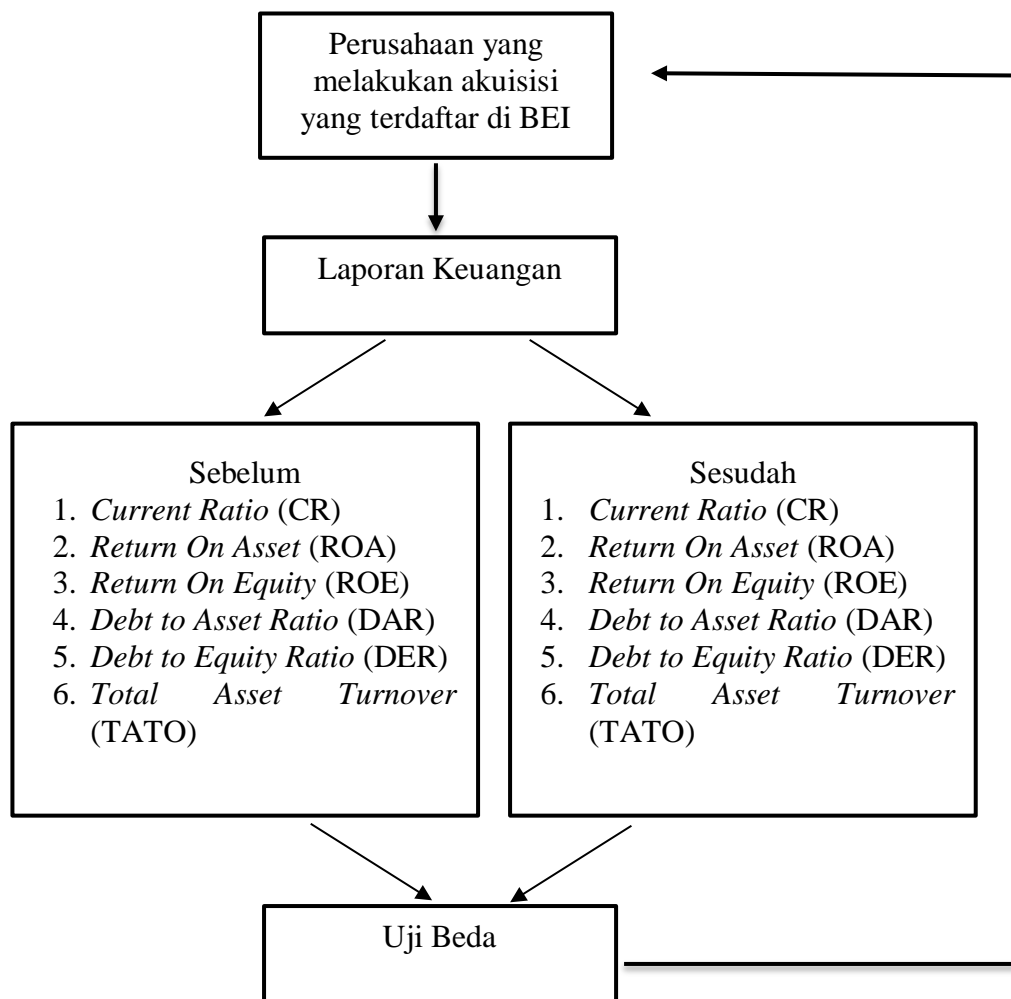 Perusahaan yang
melakukan akuisisi
yang terdaftar di BEI
Laporan Keuangan
Sebelum
1. Current Ratio (CR)
2. Return On Asset (ROA)
3. Return On Equity (ROE)
4. Debt to Asset Ratio (DAR)
5. Debt to Equity Ratio (DER)
6. Total Asset Turnover
(TATO)
Sesudah
1. Current Ratio (CR)
2. Return On Asset (ROA)
3. Return On Equity (ROE)
4. Debt to Asset Ratio (DAR)
5. Debt to Equity Ratio (DER)
6. Total Asset Turnover
(TATO)
Uji Beda